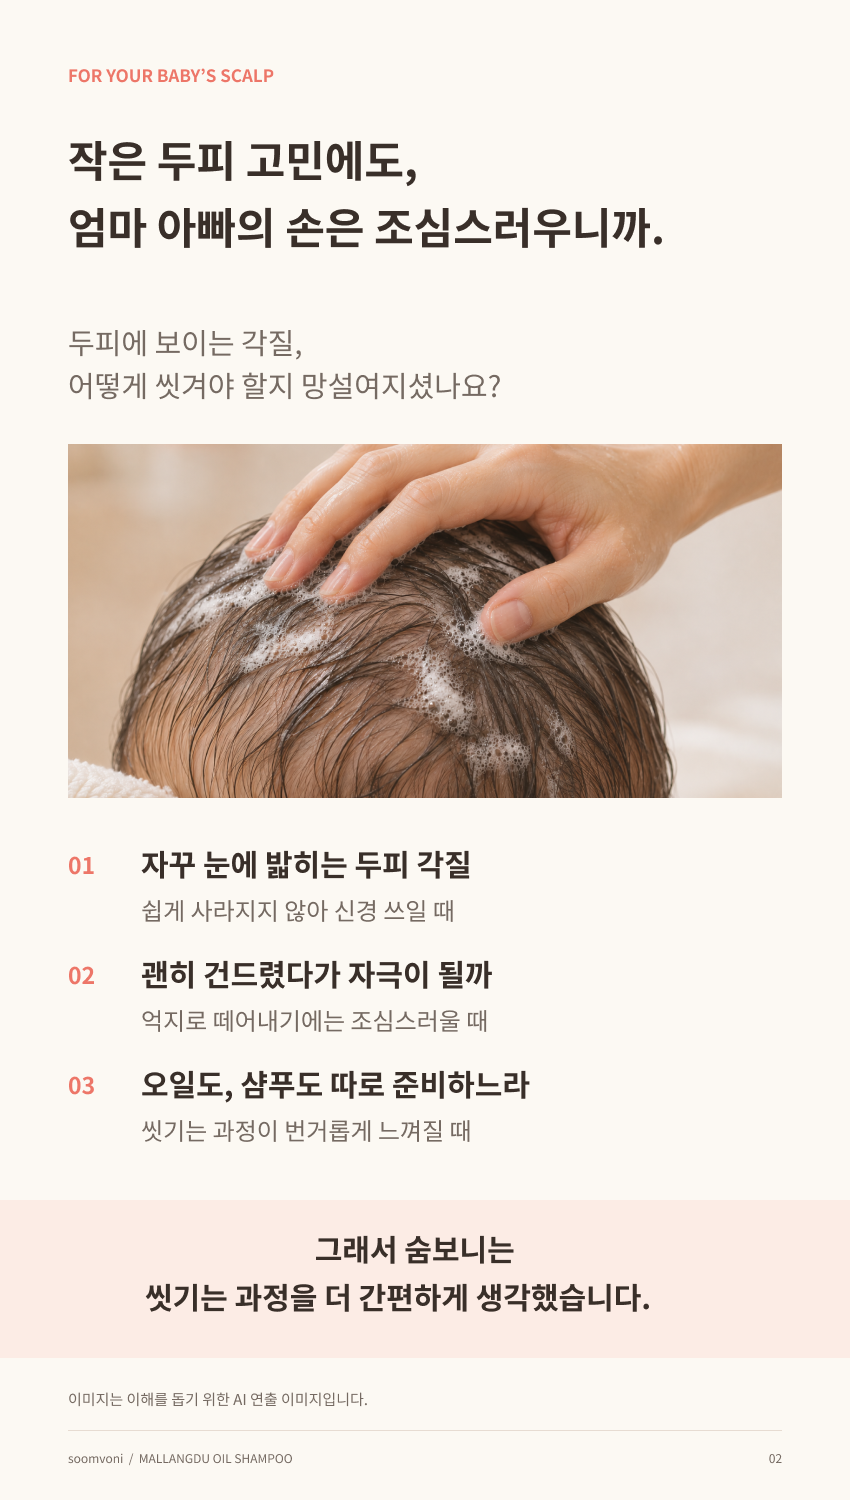 FOR YOUR BABY’S SCALP
작은 두피 고민에도,
엄마 아빠의 손은 조심스러우니까.
두피에 보이는 각질,
어떻게 씻겨야 할지 망설여지셨나요?
01 자꾸 눈에 밟히는 두피 각질
쉽게 사라지지 않아 신경 쓰일 때
02 괜히 건드렸다가 자극이 될까
억지로 떼어내기에는 조심스러울 때
03 오일도, 샴푸도 따로 준비하느라
씻기는 과정이 번거롭게 느껴질 때
그래서 숨보니는
씻기는 과정을 더 간편하게 생각했습니다.
이미지는 이해를 돕기 위한 AI 연출 이미지입니다.
soomvoni / MALLANGDU OIL SHAMPOO 02